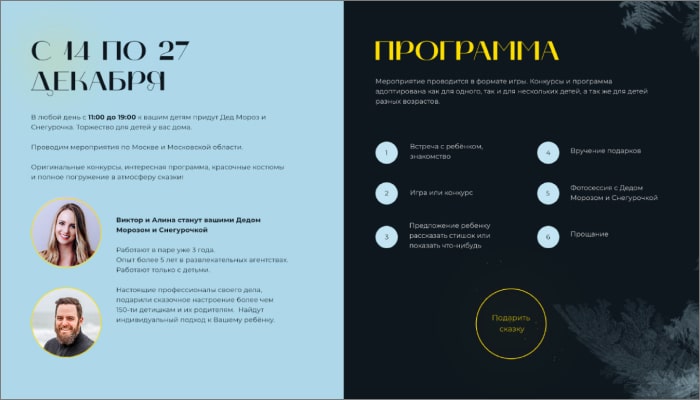 С 14 ПО 27
ДЕКАБРЯ
В любой день с 11:00 до 19:00 к вашим детям придут Дед Мороз и
Снегурочка. Торжество для детей у вас дома.
Проводим мероприятия по Москве и Московской области.
Оригинальные конкурсы, интересная программа, красочные костюмы
и полное погружение в атмосферу сказки!
Виктор и Алина станут вашими Дедом
Морозом и Снегурочкой
Работают в паре уже 3 года.
Опыт более 5 лет в развлекательных агентствах.
Работают только с детьми.
Настоящие профессионалы своего дела,
подарили сказочное настроение более чем
150-ти детишкам и их родителям. Найдут
индивидуальный подход к Вашему ребёнку.
ПРОГРАММА
Мероприятие проводится в формате игры. Конкурсы и программа
адоптирована как для одного, так и для нескольких детей, а так же для детей
разных возрастов.
1
Встреча с ребёнком,
знакомство
2
Игра или конкурс
3
Предложение ребенку
рассказать стишок или
показать что-нибудь
4
Вручение подарков
5
Фотосессия с Дедом
Морозом и Снегурочкой
6
Прощание
Подарить
сказку